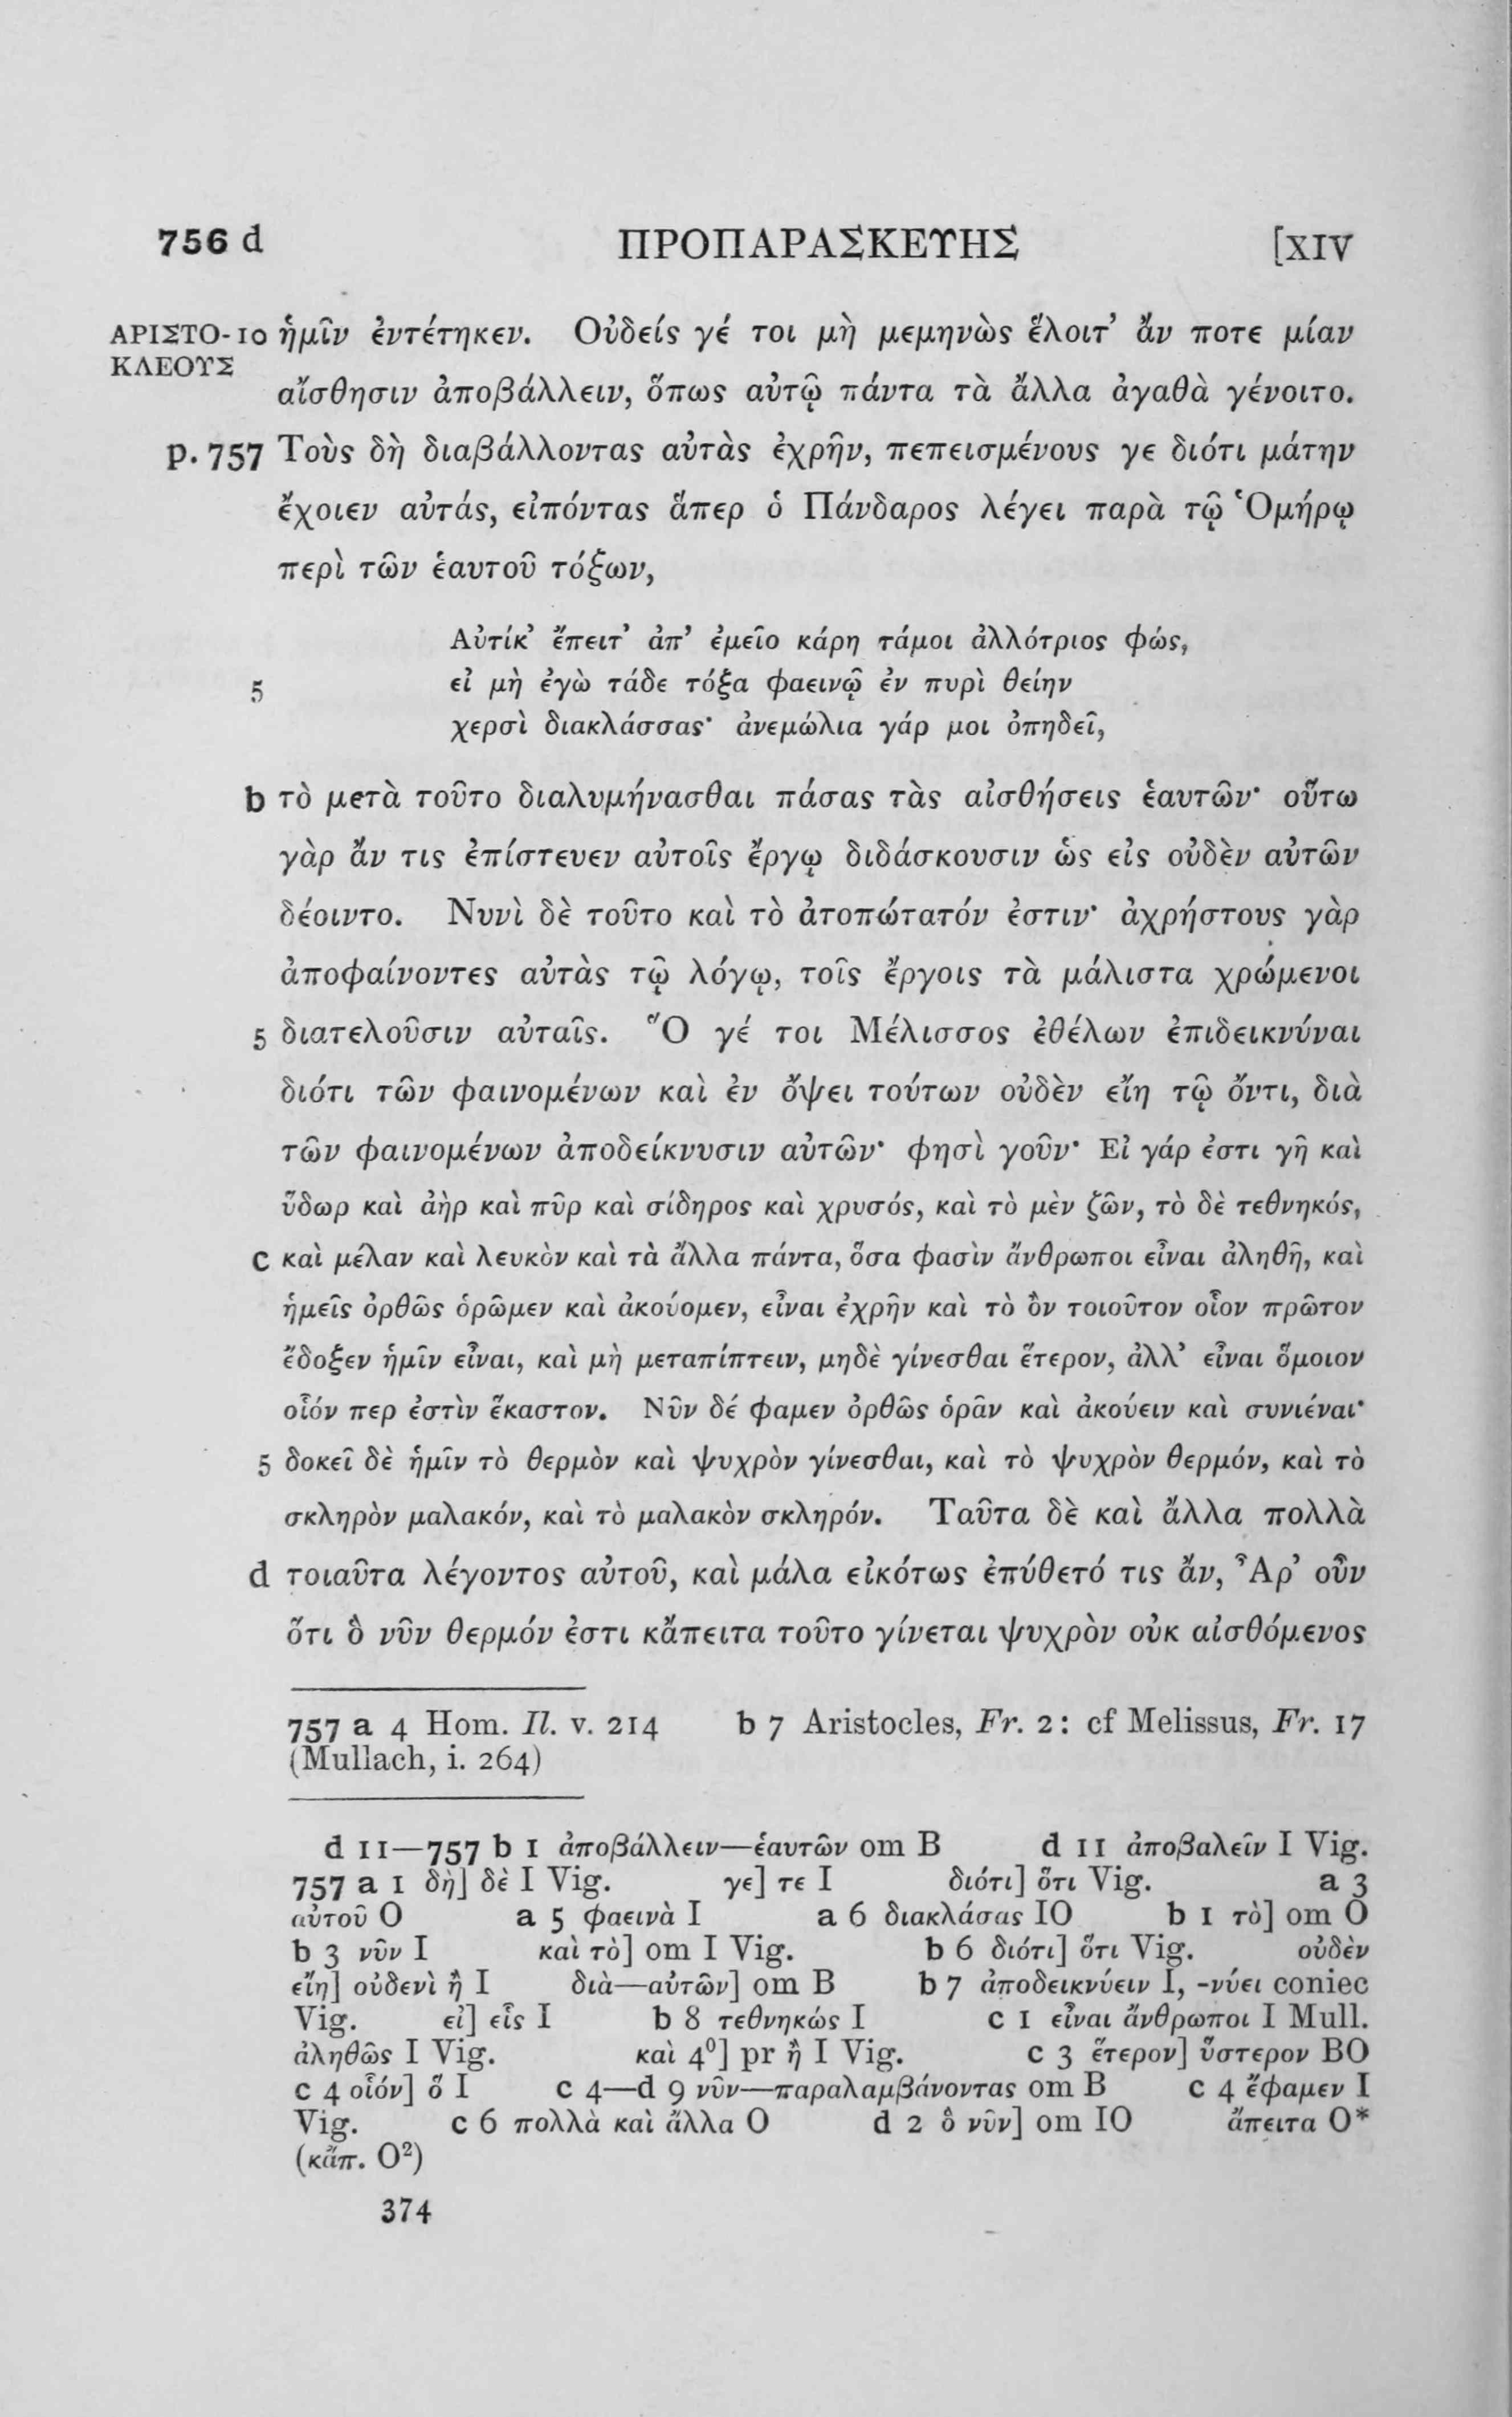 756 d ΠΡΟΠΑΡΑΣΚΕΥΗΣ [XIV
ΑΡΙΣΤΟ- 10 ἡμῖν ἐντέτηκεν. Οὐδείς γέ τοι μὴ μεμηνὼς ἕλοιτ’ ἄν ποτε μίαν
ΚΛΕΟΥΣ
αἴσθησιν ἀποβάλλειν, ὅπως αὐτῷ πάντα τὰ ἄλλα ἀγαθὰ γένοιτο.
p. 757 Τοὺς δὴ διαβάλλοντας αὐτὰς ἐχρῆν, πεπεισμένους γε διότι μάτην
ἔχοιεν αὐτάς, εἰπόντας ἅπερ ὁ Πάνδαρος λέγει παρὰ τῷ Ὁμήρῳ
περὶ τῶν ἑαυτοῦ τόξων,
Αὐτίκ’ ἔπειτ’ ἀπ’ ἐμεῖο κάρη τάμοι ἀλλότριος φώς,
5 εἰ μὴ ἐγὼ τάδε τόξα φαεινῷ ἐν πυρὶ θείην
χερσὶ διακλάσσας· ἀνεμώλια γάρ μοι ὀπηδεῖ,
b τὸ μετὰ τοῦτο διαλυμήνασθαι πάσας τὰς αἰσθήσεις ἑαυτῶν· οὕτω
γὰρ ἄν τις ἐπίστευεν αὐτοῖς ἔργῳ διδάσκουσιν ὡς εἰς οὐδὲν αὐτῶν
δέοιντο. Νυνὶ δὲ τοῦτο καὶ τὸ ἀτοπώτατόν ἐστιν· ἀχρήστους γὰρ
ἀποφαίνοντες αὐτὰς τῷ λόγῳ, τοῖς ἔργοις τὰ μάλιστα χρώμενοι
5 διατελοῦσιν αὐταῖς. Ὅ γέ τοι Μέλισσος ἐθέλων ἐπιδεικνύναι
διότι τῶν φαινομένων καὶ ἐν ὄψει τούτων οὐδὲν εἴη τῷ ὄντι, διὰ
τῶν φαινομένων ἀποδείκνυσιν αὐτῶν· φησὶ γοῦν· Εἰ γάρ ἐστι γῆ καὶ
ὕδωρ καὶ ἀὴρ καὶ πῦρ καὶ σίδηρος καὶ χρυσός, καὶ τὸ μὲν ζῶν, τὸ δὲ τεθνηκός,
c καὶ μέλαν καὶ λευκὸν καὶ τὰ ἄλλα πάντα, ὅσα φασὶν ἄνθρωποι εἶναι ἀληθῆ, καὶ
ἡμεῖς ὀρθῶς ὁρῶμεν καὶ ἀκούομεν, εἶναι ἐχρῆν καὶ τὸ ὂν τοιοῦτον οἷον πρῶτον
ἔδοξεν ἡμῖν εἶναι, καὶ μὴ μεταπίπτειν, μηδὲ γίνεσθαι ἕτερον, ἀλλ’ εἶναι ὅμοιον
οἷόν περ ἐστὶν ἕκαστον. Νῦν δέ φαμεν ὀρθῶς ὁρᾶν καὶ ἀκούειν καὶ συνιέναι·
5 δοκεῖ δὲ ἡμῖν τὸ θερμὸν καὶ ψυχρὸν γίνεσθαι, καὶ τὸ ψυχρὸν θερμόν, καὶ τὸ
σκληρὸν μαλακόν, καὶ τὸ μαλακὸν σκληρόν. Ταῦτα δὲ καὶ ἄλλα πολλὰ
d τοιαῦτα λέγοντος αὐτοῦ, καὶ μάλα εἰκότως ἐπύθετό τις ἄν, Ἆρ’ οὖν
ὅτι ὃ νῦν θερμόν ἐστι κἄπειτα τοῦτο γίνεται ψυχρὸν οὐκ αἰσθόμενος
757 a 4 Hom. Il. v. 214 b 7 Aristocles, Fr. 2: cf Melissus, Fr. 17
(Mullach, i. 264)
d 11—757 b 1 ἀποβάλλειν—ἑαυτῶν om B d 11 ἀποβαλεῖν I Vig.
757 a 1 δὴ] δὲ I Vig. γε] τε I διότι] ὅτι Vig. a 3
αὑτοῦ O a 5 φαεινὰ I a 6 διακλάσας IO b 1 τὸ] om O
b 3 νῦν I καὶ τὸ] om I Vig. b 6 διότι] ὅτι Vig. οὐδὲν
εἴη] οὐδενὶ ἢ I διὰ—αὐτῶν] om B b 7 ἀποδεικνύειν I, -νύει coniec
Vig. εἰ] εἷς I b 8 τεθνηκώς I c 1 εἶναι ἄνθρωποι I Mull.
ἀληθῶς I Vig. καὶ 4⁰] pr ἢ I Vig. c 3 ἕτερον] ὕστερον BO
c 4 οἷόν] ὅ I c 4—d 9 νῦν—παραλαμβάνοντας om B c 4 ἔφαμεν I
Vig. c 6 πολλὰ καὶ ἄλλα O d 2 ὃ νῦν] om IO ἄπειτα O*
(κἄπ. O²)
374